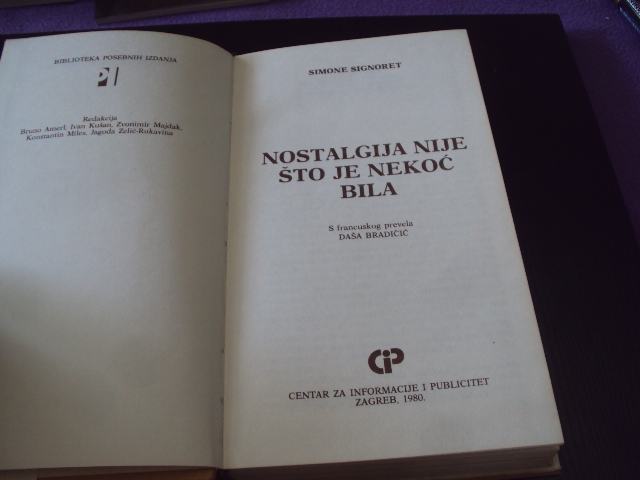 BIBLIOTEKA POSEBNIH IZDANJA
Redakcija
Bruno Amerl, Ivan Kušan, Zvonimir Majdak,
Konstantin Miles, Jagoda Zelić-Rukavina
SIMONE SIGNORET
NOSTALGIJA NIJE
ŠTO JE NEKOĆ
BILA
S francuskog prevela
DAŠA BRADIČIĆ
CIP
CENTAR ZA INFORMACIJE I PUBLICITET
ZAGREB, 1980.